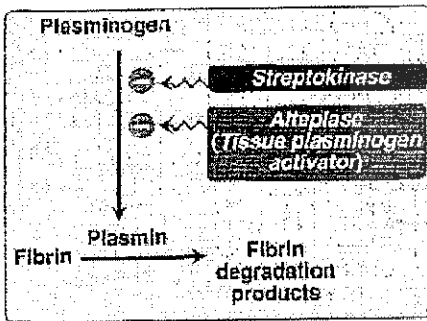 Plasminogen
Streptokinase
Alteplase
(Tissue plasminogen
activator)
Plasmin
Fibrin
Fibrin
degradation
products